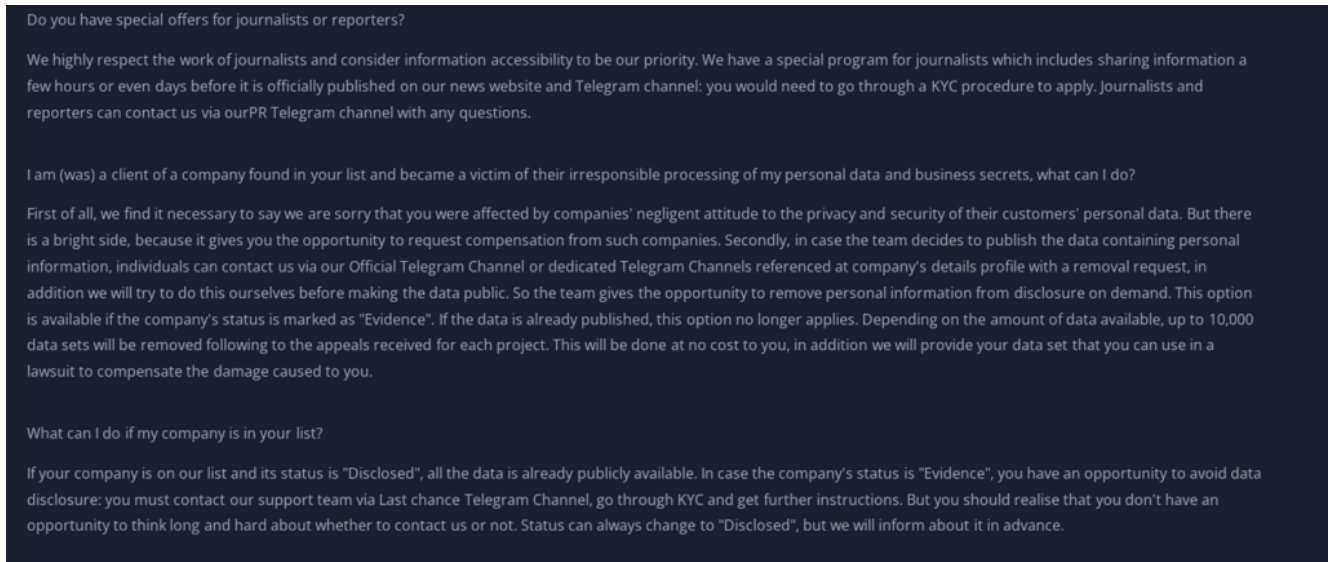 Do you have special offers for journalists or reporters?
We highly respect the work of journalists and consider information accessibility to be our priority. We have a special program for journalists which includes sharing information a
few hours or even days before it is officially published on our news website and Telegram channel: you would need to go through a KYC procedure to apply. Journalists and
reporters can contact us via ourPR Telegram channel with any questions.
I am (was) a client of a company found in your list and became a victim of their irresponsible processing of my personal data and business secrets, what can I do?
First of all, we find it necessary to say we are sorry that you were affected by companies' negligent attitude to the privacy and security of their customers' personal data. But there
is a bright side, because it gives you the opportunity to request compensation from such companies. Secondly, in case the team decides to publish the data containing personal
information, individuals can contact us via our Official Telegram Channel or dedicated Telegram Channels referenced at company's details profile with a removal request, in
addition we will try to do this ourselves before making the data public. So the team gives the opportunity to remove personal information from disclosure on demand. This option
is available if the company's status is marked as "Evidence". If the data is already published, this option no longer applies. Depending on the amount of data available, up to 10,000
data sets will be removed following to the appeals received for each project. This will be done at no cost to you, in addition we will provide your data set that you can use in a
lawsuit to compensate the damage caused to you.
What can I do if my company is in your list?
If your company is on our list and its status is "Disclosed", all the data is already publicly available. In case the company's status is "Evidence", you have an opportunity to avoid data
disclosure: you must contact our support team via Last chance Telegram Channel, go through KYC and get further instructions. But you should realise that you don't have an
opportunity to think long and hard about whether to contact us or not. Status can always change to "Disclosed", but we will inform about it in advance.